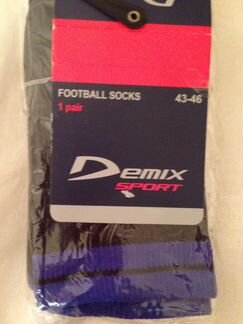 FOOTBALL SOCKS 43-46
1 pair
Demix
SPORT